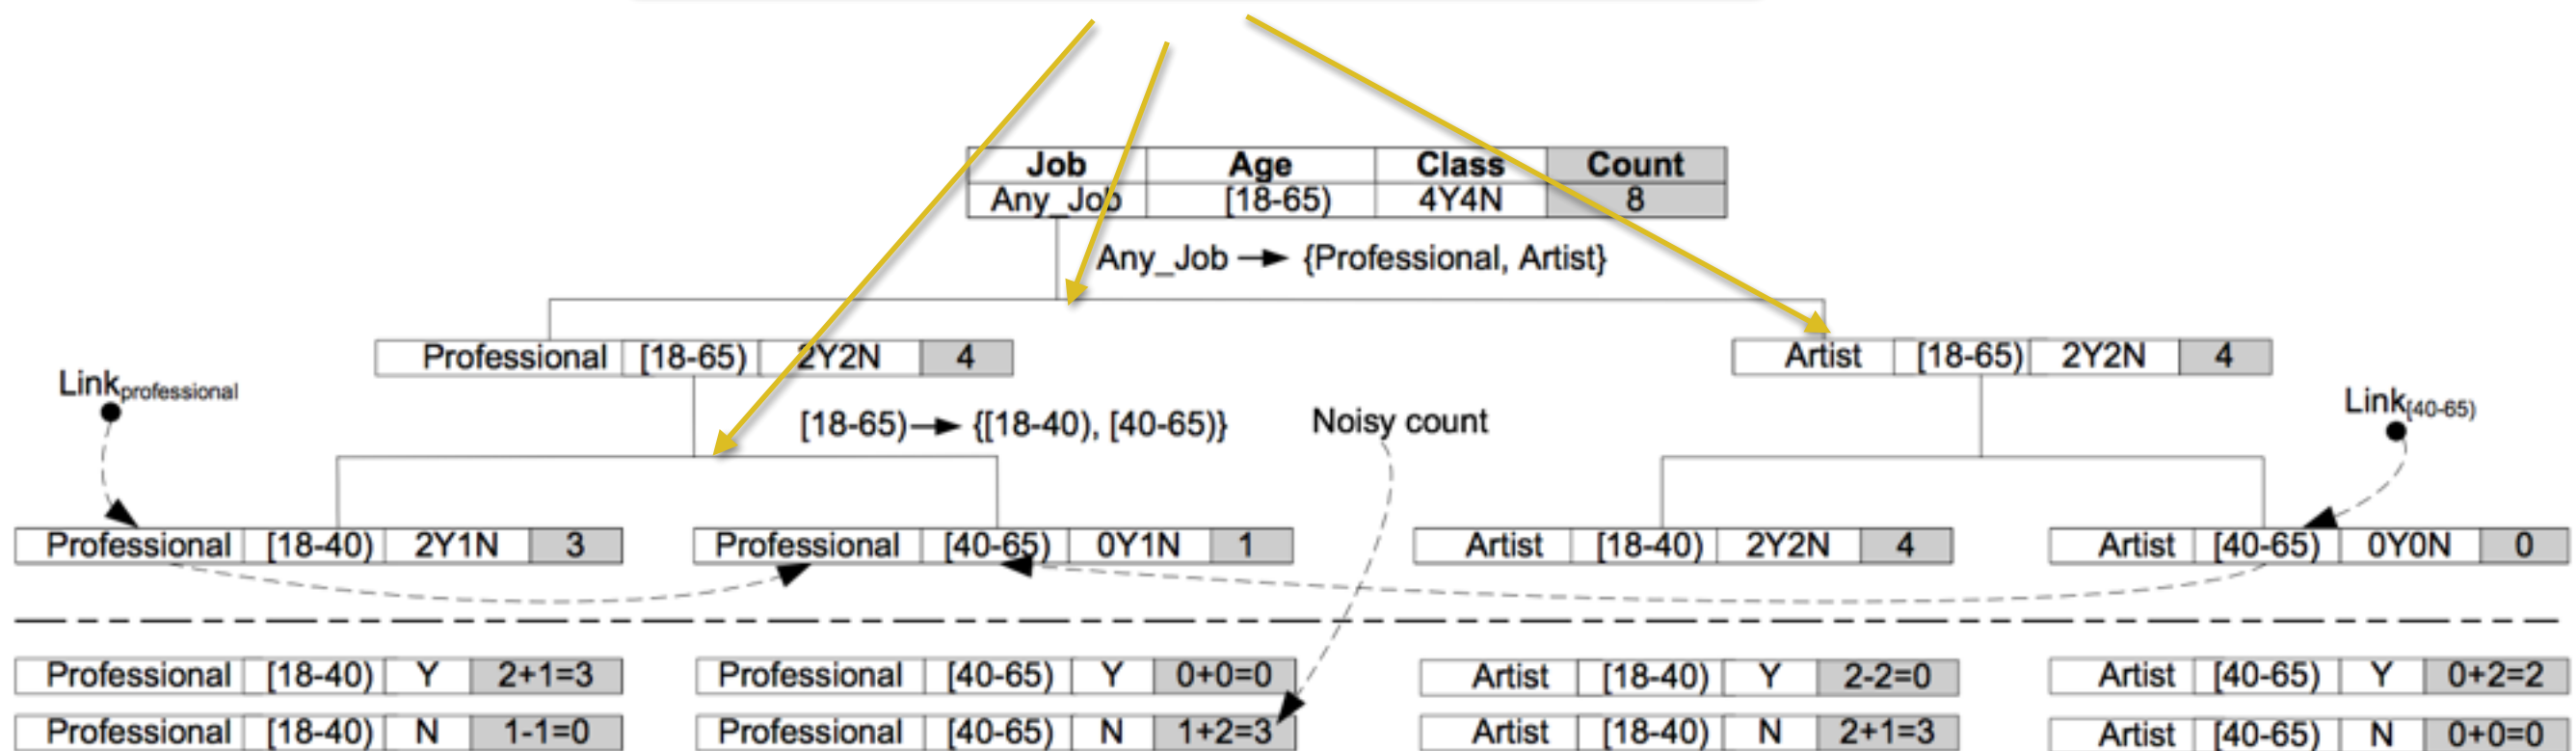 Job Age Class Count
Any_Job [18-65) 4Y4N 8
Any_Job → {Professional, Artist}
Professional [18-65) 2Y2N 4
Artist [18-65) 2Y2N 4
Linkprofessional
[18-65) → {[18-40), [40-65)}
Noisy count
Link[40-65)
Professional [18-40) 2Y1N 3
Professional [40-65) 0Y1N 1
Artist [18-40) 2Y2N 4
Artist [40-65) 0Y0N 0
Professional [18-40) Y 2+1=3
Professional [40-65) Y 0+0=0
Artist [18-40) Y 2-2=0
Artist [40-65) Y 0+2=2
Professional [18-40) N 1-1=0
Professional [40-65) N 1+2=3
Artist [18-40) N 2+1=3
Artist [40-65) N 0+0=0